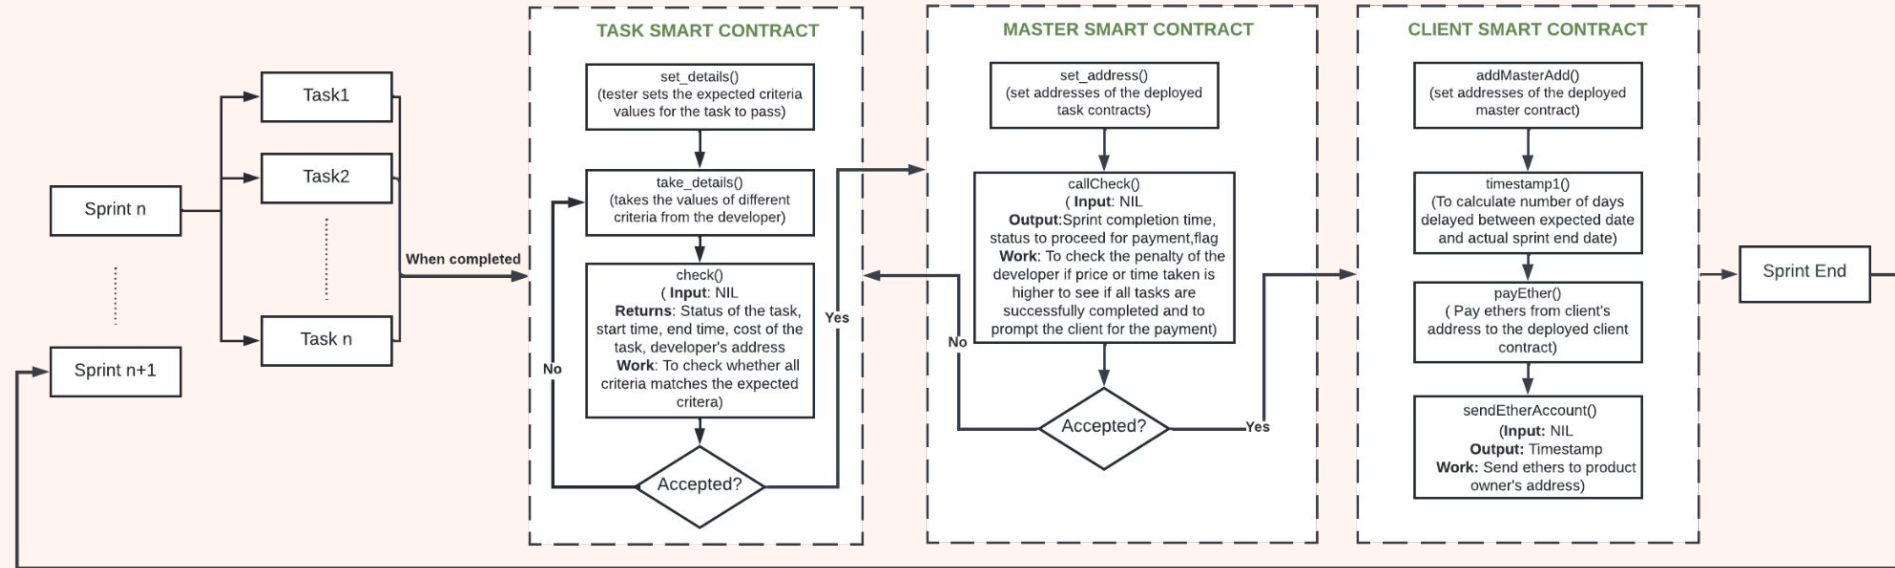 Sprint n
Sprint n+1
Task1
Task2
Task n
When completed
TASK SMART CONTRACT
set_details()
(tester sets the expected criteria
values for the task to pass)
take_details()
(takes the values of different
criteria from the developer)
check()
( Input: NIL
Returns: Status of the task,
start time, end time, cost of the
task, developer's address
Work: To check whether all
criteria matches the expected
critera)
Accepted?
No
Yes
MASTER SMART CONTRACT
set_address()
(set addresses of the deployed
task contracts)
callCheck()
( Input: NIL
Output:Sprint completion time,
status to proceed for payment,flag
Work: To check the penalty of the
developer if price or time taken is
higher to see if all tasks are
successfully completed and to
prompt the client for the payment)
Accepted?
No
Yes
CLIENT SMART CONTRACT
addMasterAdd()
(set addresses of the deployed
master contract)
timestamp1()
(To calculate number of days
delayed between expected date
and actual sprint end date)
payEther()
( Pay ethers from client's
address to the deployed client
contract)
sendEtherAccount()
(Input: NIL
Output: Timestamp
Work: Send ethers to product
owner's address)
Sprint End